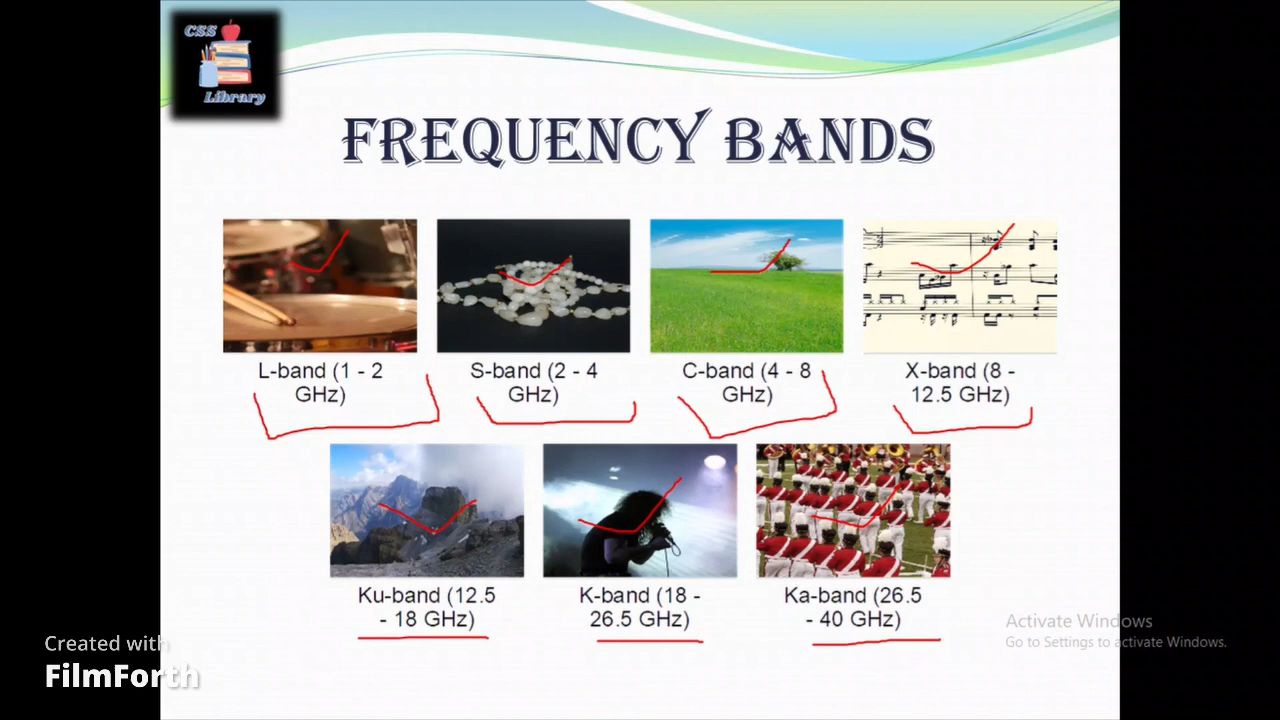 CSS
Library
FREQUENCY BANDS
L-band (1 - 2
GHz)
S-band (2 - 4
GHz)
C-band (4 - 8
GHz)
X-band (8 -
12.5 GHz)
Ku-band (12.5
- 18 GHz)
K-band (18 -
26.5 GHz)
Ka-band (26.5
- 40 GHz)
Activate Windows
Go to Settings to activate Windows.
Created with
FilmForth